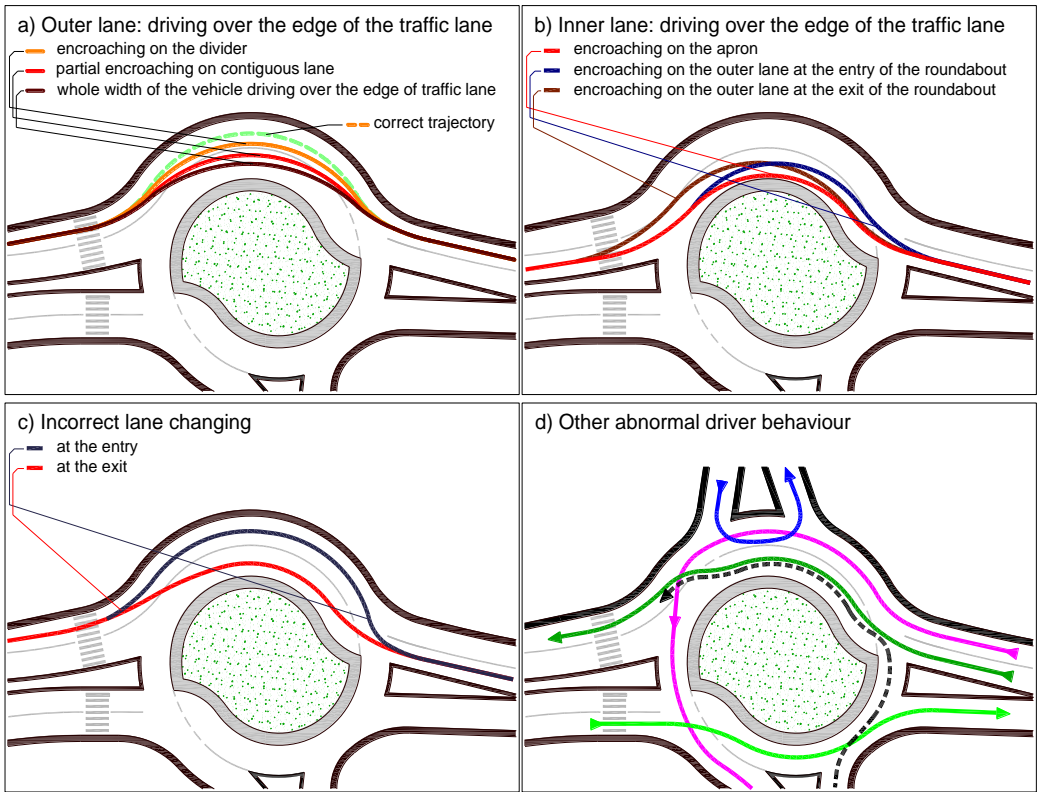 a) Outer lane: driving over the edge of the traffic lane
encroaching on the divider
partial encroaching on contiguous lane
whole width of the vehicle driving over the edge of traffic lane
correct trajectory
b) Inner lane: driving over the edge of the traffic lane
encroaching on the apron
encroaching on the outer lane at the entry of the roundabout
encroaching on the outer lane at the exit of the roundabout
c) Incorrect lane changing
at the entry
at the exit
d) Other abnormal driver behaviour